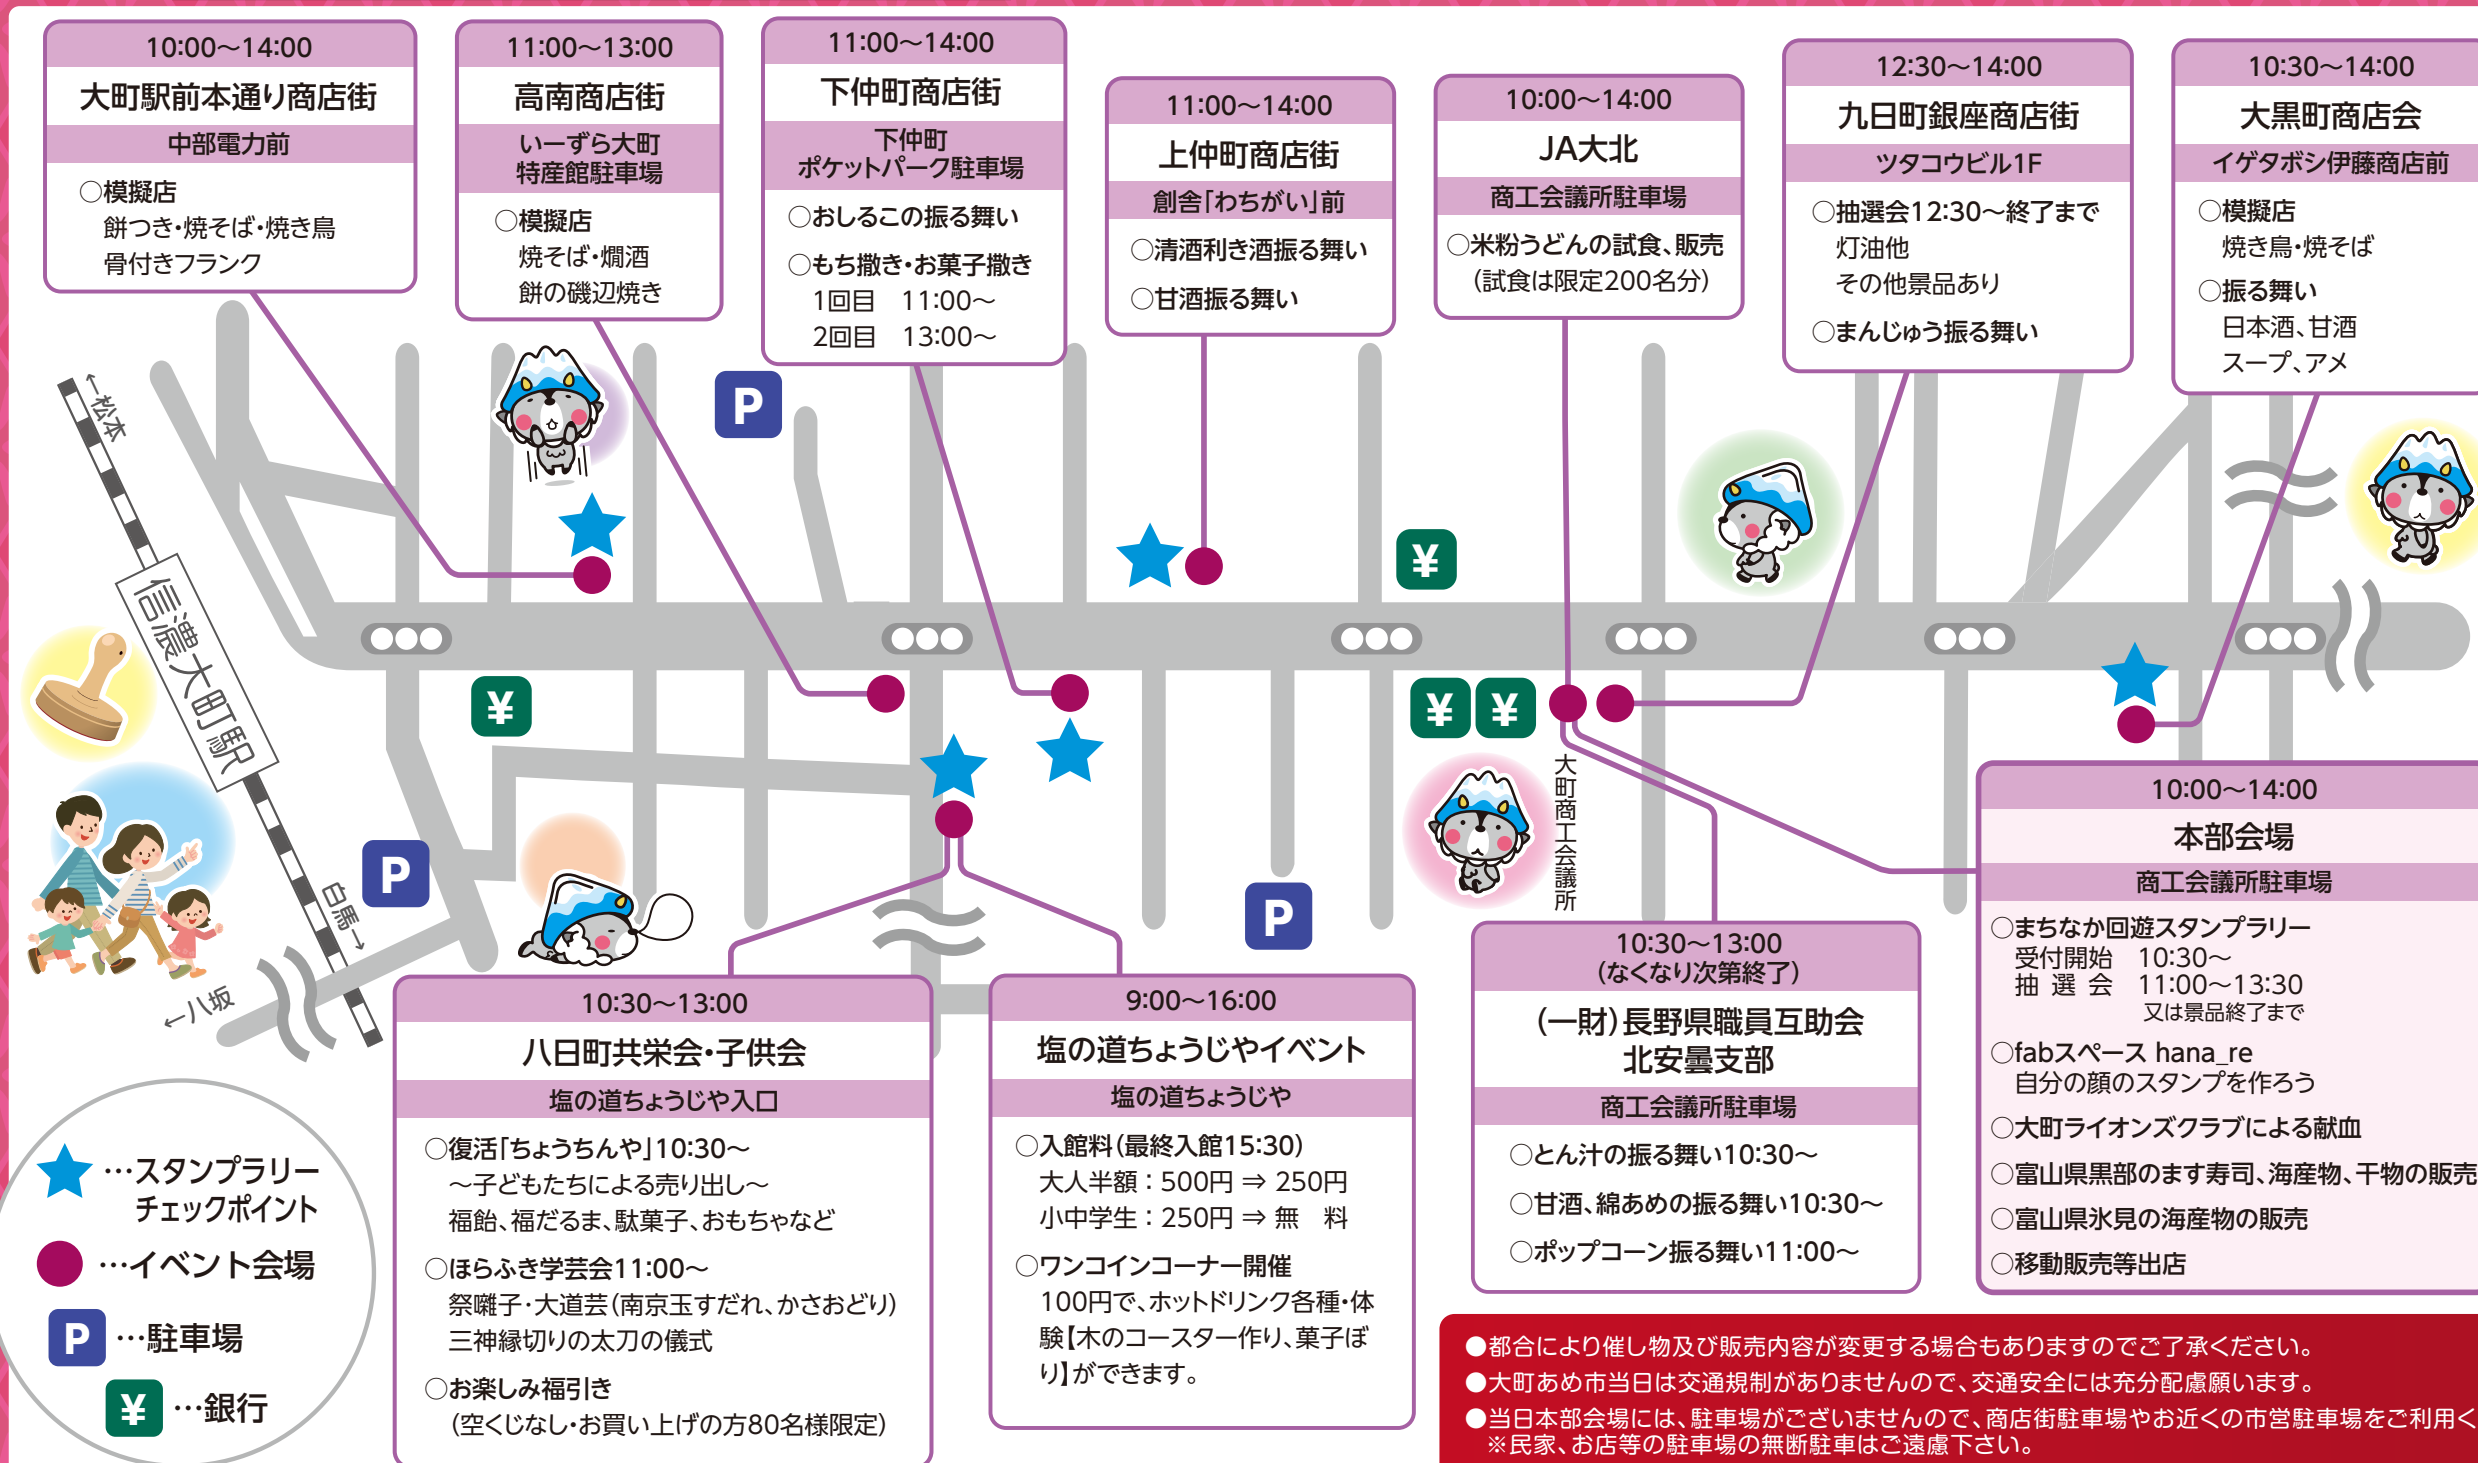 10:00～14:00
大町駅前本通り商店街
中部電力前
○模擬店
餅つき・焼そば・焼き鳥
骨付きフランク
11:00～13:00
高南商店街
いーずら大町
特産館駐車場
○模擬店
焼そば・燗酒
餅の磯辺焼き
11:00～14:00
下仲町商店街
下仲町
ポケットパーク駐車場
○おしるこの振る舞い
○もち撒き・お菓子撒き
1回目　11:00～
2回目　13:00～
11:00～14:00
上仲町商店街
創舎「わちがい」前
○清酒利き酒振る舞い
○甘酒振る舞い
10:00～14:00
JA大北
商工会議所駐車場
○米粉うどんの試食、販売
（試食は限定200名分）
12:30～14:00
九日町銀座商店街
ツタコウビル1F
○抽選会12:30～終了まで
灯油他
その他景品あり
○まんじゅう振る舞い
10:30～14:00
大黒町商店会
イゲタボシ伊藤商店前
○模擬店
焼き鳥・焼そば
○振る舞い
日本酒、甘酒
スープ、アメ
←松本
信濃大町駅
白馬→
←八坂
P
P
P
¥
¥
¥ ¥
大町商工会議所
10:30～13:00
八日町共栄会・子供会
塩の道ちょうじや入口
○復活「ちょうちんや」10:30～
～子どもたちによる売り出し～
福飴、福だるま、駄菓子、おもちゃなど
○ほらふき学芸会11:00～
祭囃子・大道芸（南京玉すだれ、かさおどり）
三神縁切りの太刀の儀式
○お楽しみ福引き
（空くじなし・お買い上げの方80名様限定）
9:00～16:00
塩の道ちょうじやイベント
塩の道ちょうじや
○入館料（最終入館15:30）
大人半額：500円 ⇒ 250円
小中学生：250円 ⇒ 無　料
○ワンコインコーナー開催
100円で、ホットドリンク各種・体
験【木のコースター作り、菓子ぼ
り】ができます。
10:30～13:00
（なくなり次第終了）
（一財）長野県職員互助会
北安曇支部
商工会議所駐車場
○とん汁の振る舞い10:30～
○甘酒、綿あめの振る舞い10:30～
○ポップコーン振る舞い11:00～
10:00～14:00
本部会場
商工会議所駐車場
○まちなか回遊スタンプラリー
受付開始　10:30～
抽 選 会　11:00～13:30
又は景品終了まで
○fabスペース hana_re
自分の顔のスタンプを作ろう
○大町ライオンズクラブによる献血
○富山県黒部のます寿司、海産物、干物の販売
○富山県氷見の海産物の販売
○移動販売等出店
…スタンプラリー
チェックポイント
…イベント会場
P …駐車場
¥ …銀行
●都合により催し物及び販売内容が変更する場合もありますのでご了承ください。
●大町あめ市当日は交通規制がありませんので、交通安全には充分配慮願います。
●当日本部会場には、駐車場がございませんので、商店街駐車場やお近くの市営駐車場をご利用く
※民家、お店等の駐車場の無断駐車はご遠慮下さい。